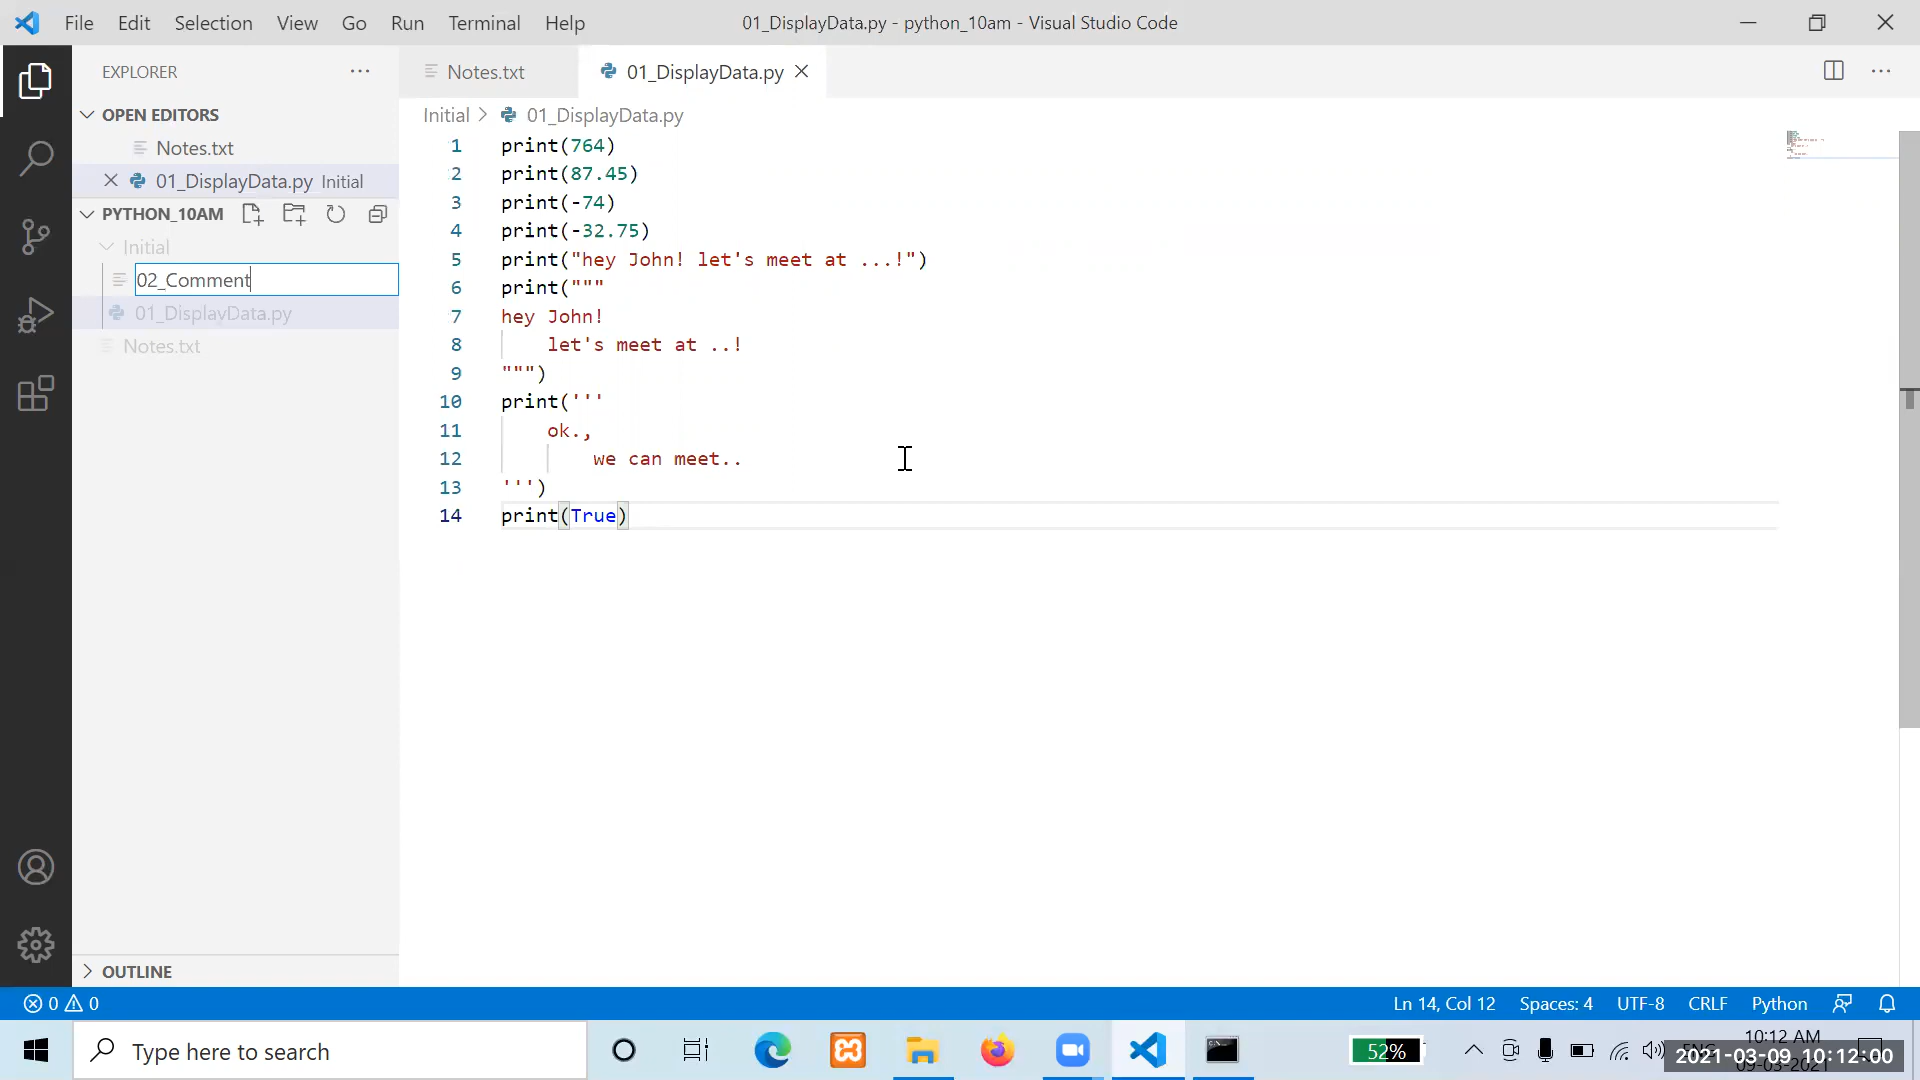 File Edit Selection View Go Run Terminal Help 01_DisplayData.py - python_10am - Visual Studio Code
EXPLORER
Notes.txt 01_DisplayData.py
OPEN EDITORS
Notes.txt
01_DisplayData.py Initial
PYTHON_10AM
Initial
02_Comment
01_DisplayData.py
Notes.txt
OUTLINE
Initial > 01_DisplayData.py
1 print(764)
2 print(87.45)
3 print(-74)
4 print(-32.75)
5 print("hey John! let's meet at ...!")
6 print("""
7 hey John!
8     let's meet at ..!
9 """)
10 print('''
11     ok.,
12         we can meet..
13 ''')
14 print(True)
0 0 Ln 14, Col 12 Spaces: 4 UTF-8 CRLF Python
Type here to search
52%
10:12 AM
2021-03-09 10:12:00